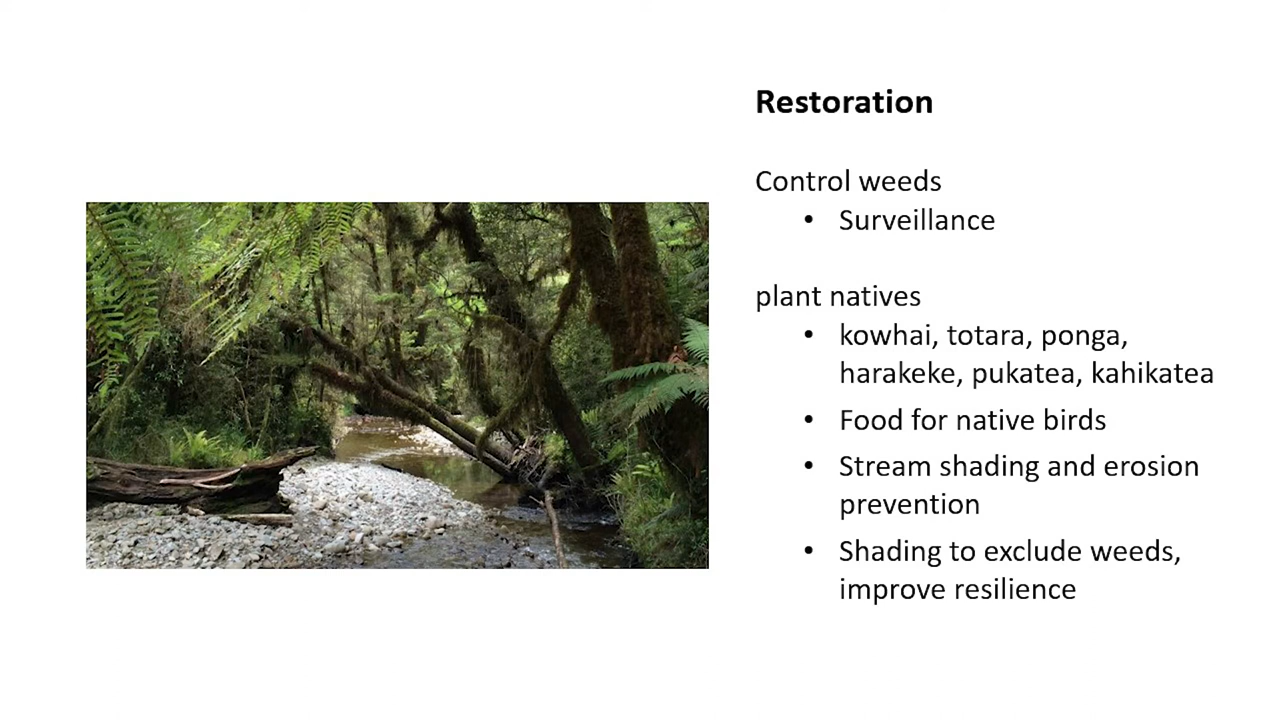 Restoration
Control weeds
• Surveillance
plant natives
• kowhai, totara, ponga,
harakeke, pukatea, kahikatea
• Food for native birds
• Stream shading and erosion
prevention
• Shading to exclude weeds,
improve resilience